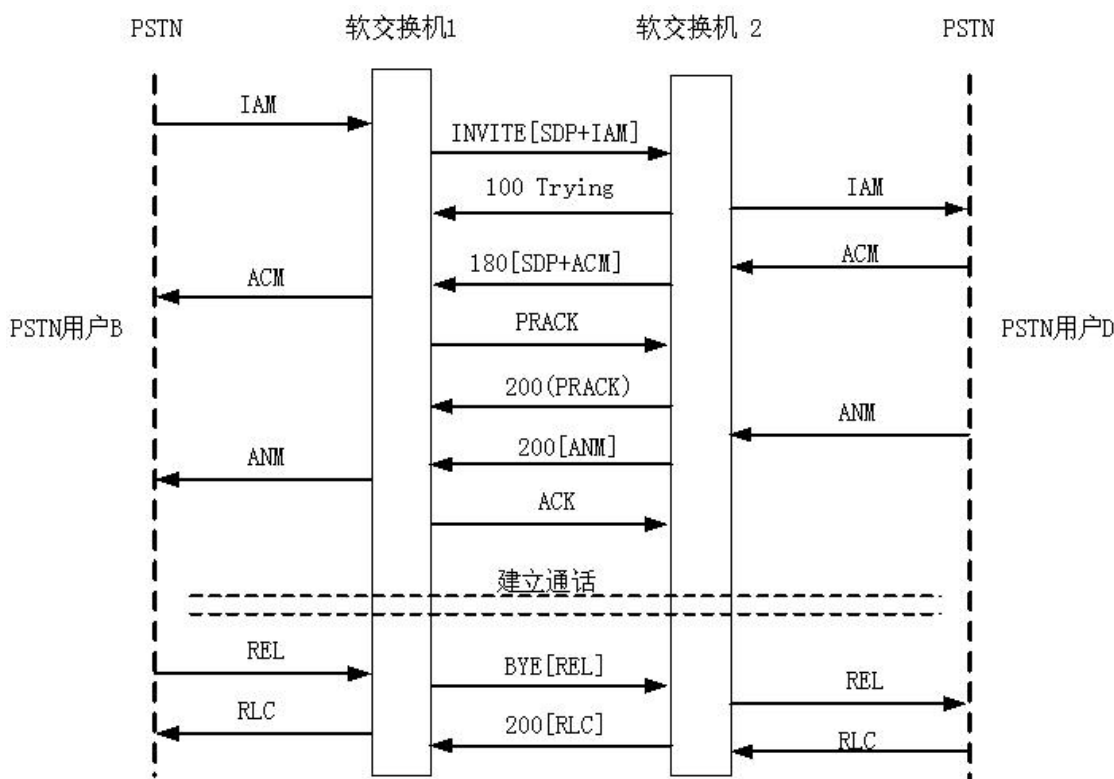 PSTN 软交换机1 软交换机 2 PSTN
IAM
INVITE[SDP+IAM]
100 Trying
IAM
180[SDP+ACM]
ACM
ACM
PRACK
PSTN用户B
PSTN用户D
200(PRACK)
ANM
200[ANM]
ANM
ACK
建立通话
REL
BYE[REL]
REL
RLC
200[RLC]
RLC